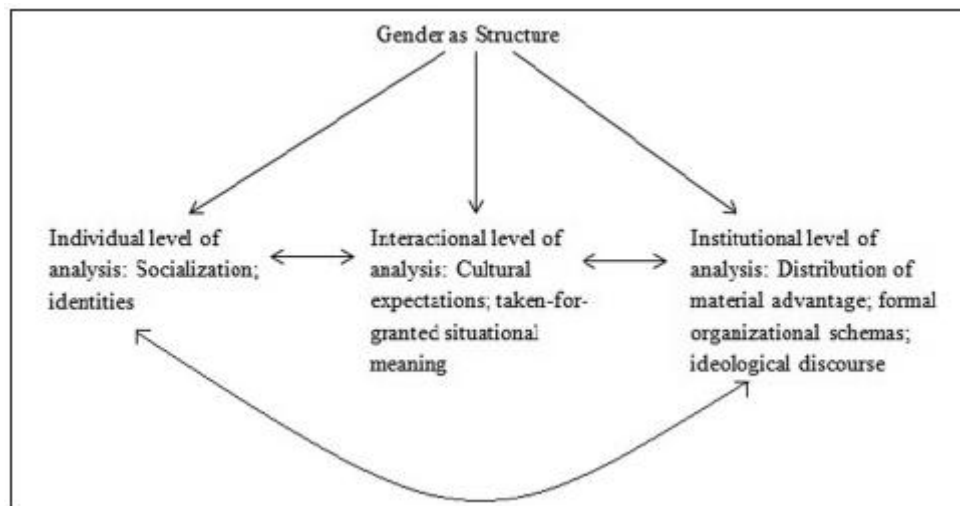 Gender as Structure
Individual level of
analysis: Socialization;
identities
Interactional level of
analysis: Cultural
expectations; taken-for-
granted situational
meaning
Institutional level of
analysis: Distribution of
material advantage; formal
organizational schemas;
ideological discourse